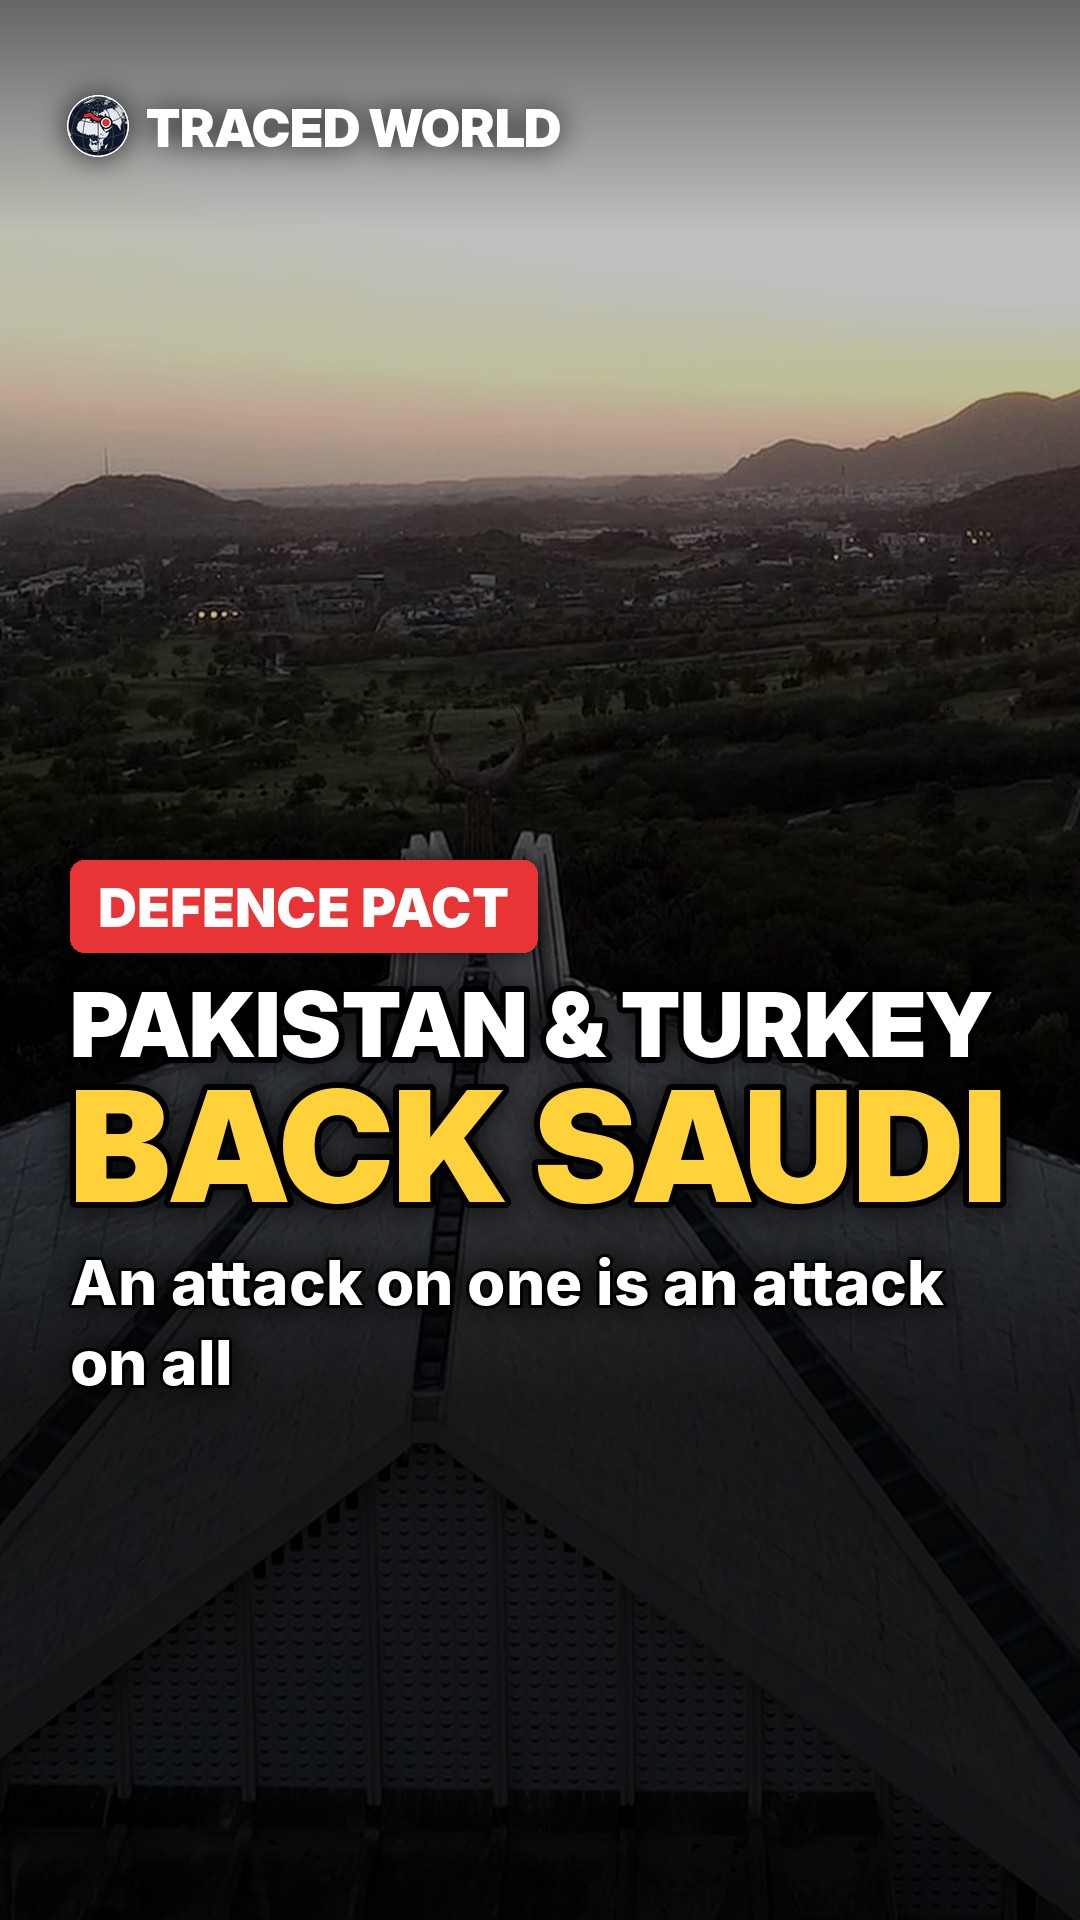 TRACED WORLD
DEFENCE PACT
PAKISTAN & TURKEY
BACK SAUDI
An attack on one is an attack
on all